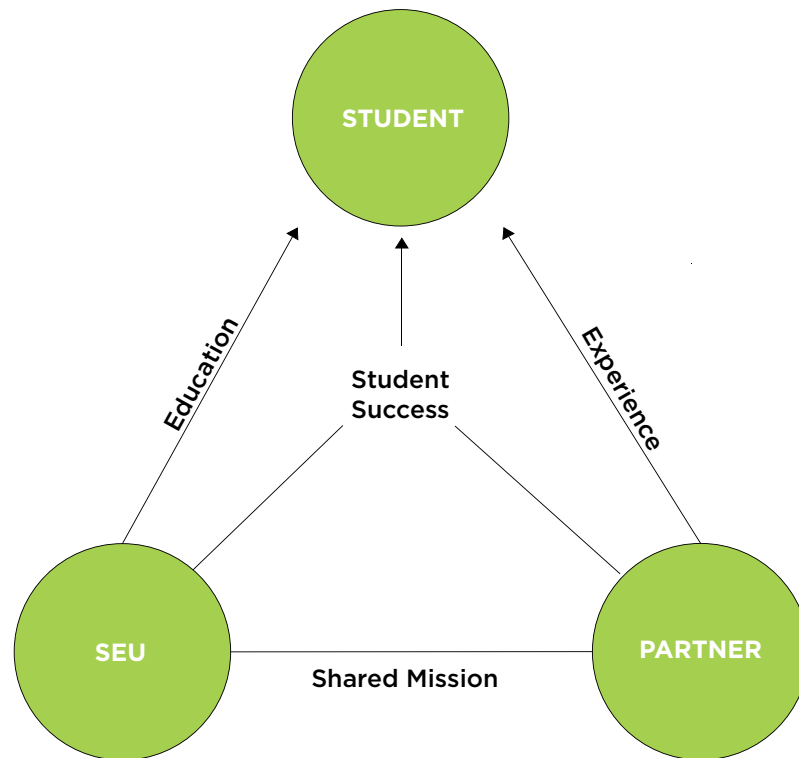 STUDENT
Education
Experience
Student
Success
SEU
PARTNER
Shared Mission